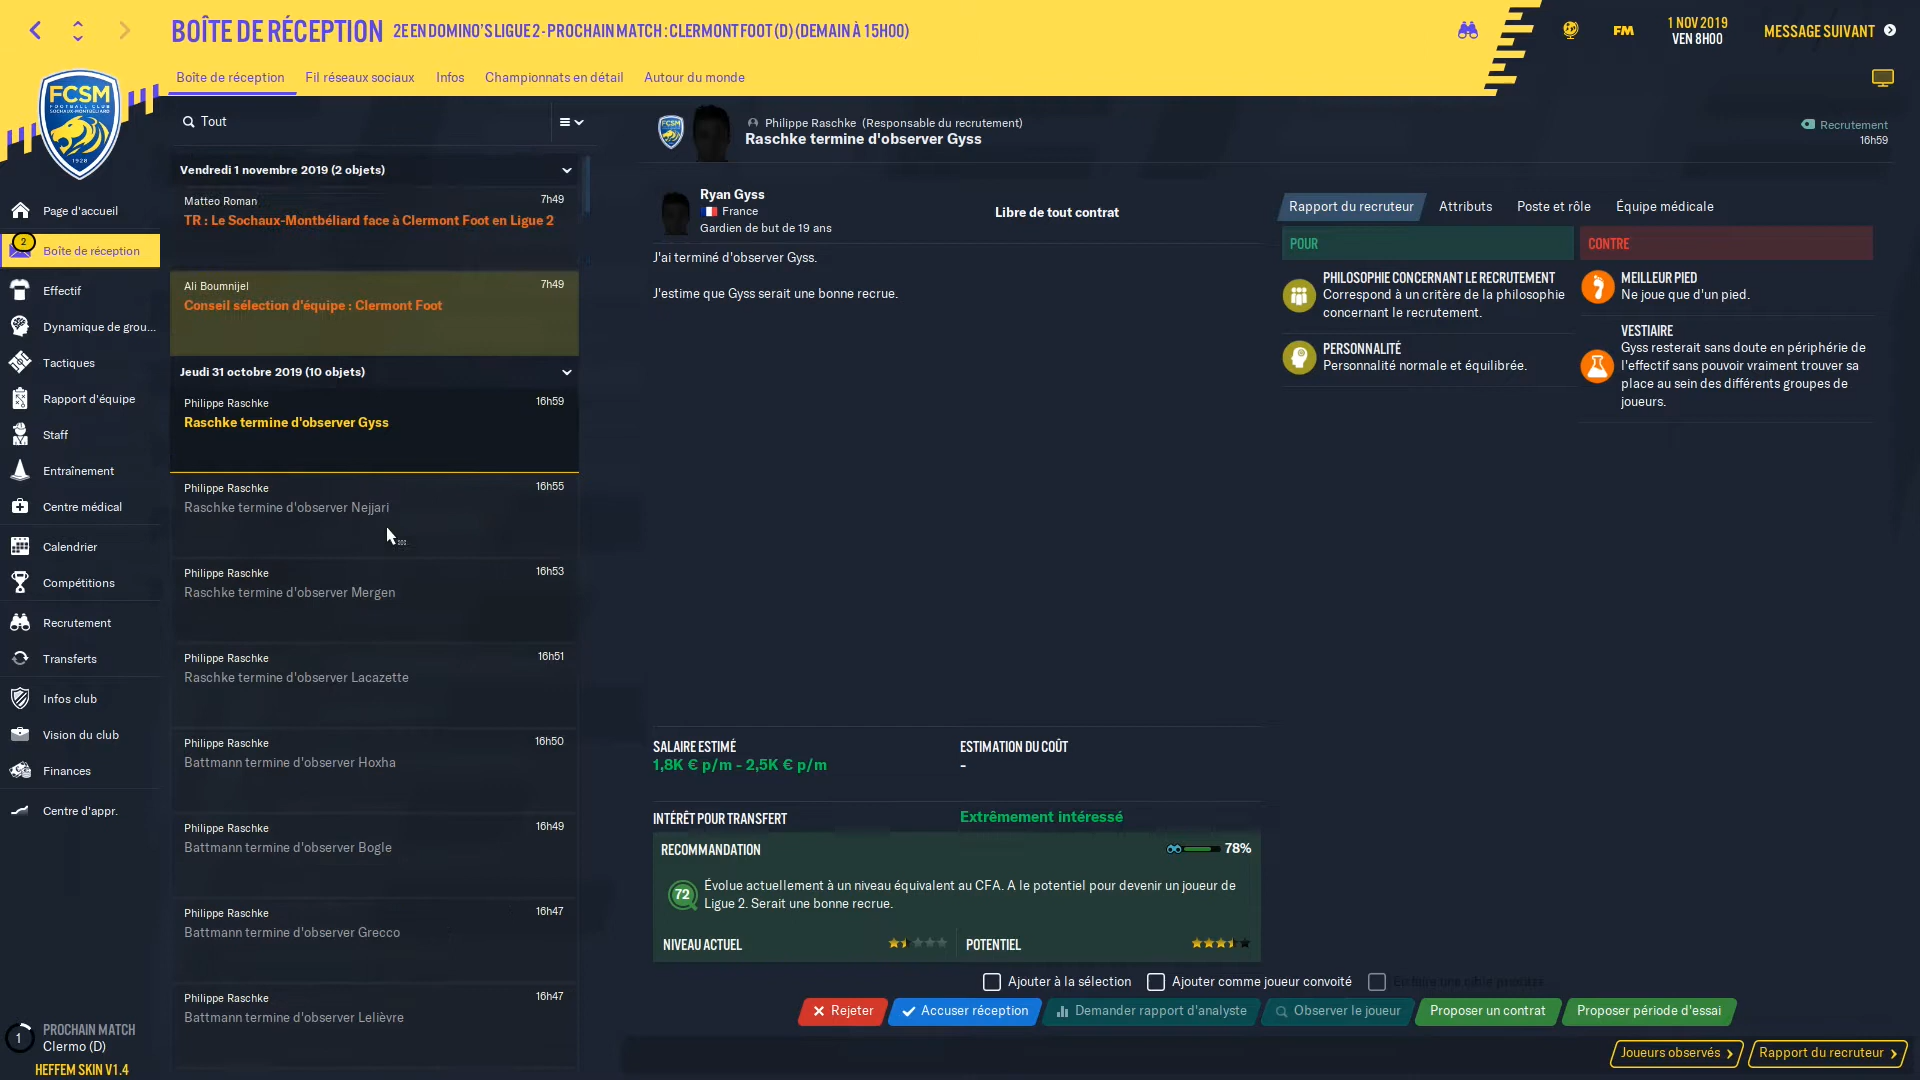 BOÎTE DE RÉCEPTION
2E EN DOMINO'S LIGUE 2 - PROCHAIN MATCH : CLERMONT FOOT (D) (DEMAIN À 15H00)
FM
1 NOV 2019
VEN 8H00
MESSAGE SUIVANT
Boîte de réception
Fil réseaux sociaux
Infos
Championnats en détail
Autour du monde
FCSM
FOOTBALL CLUB
SOCHAUX-MONTBÉLIARD
1928
Page d'accueil
2
Boîte de réception
Effectif
Dynamique de grou...
Tactiques
Rapport d'équipe
Staff
Entraînement
Centre médical
Calendrier
Compétitions
Recrutement
Transferts
Infos club
Vision du club
Finances
Centre d'appr.
1
PROCHAIN MATCH
Clermo (D)
HEFFEM SKIN V1.4
Tout
Vendredi 1 novembre 2019 (2 objets)
Matteo Roman 7h49
TR : Le Sochaux-Montbéliard face à Clermont Foot en Ligue 2
Ali Boumnijel 7h49
Conseil sélection d'équipe : Clermont Foot
Jeudi 31 octobre 2019 (10 objets)
Philippe Raschke 16h59
Raschke termine d'observer Gyss
Philippe Raschke 16h55
Raschke termine d'observer Nejjari
Philippe Raschke 16h53
Raschke termine d'observer Mergen
Philippe Raschke 16h51
Raschke termine d'observer Lacazette
Philippe Raschke 16h50
Battmann termine d'observer Hoxha
Philippe Raschke 16h49
Battmann termine d'observer Bogle
Philippe Raschke 16h47
Battmann termine d'observer Grecco
Philippe Raschke 16h47
Battmann termine d'observer Lelièvre
FCSM
Philippe Raschke (Responsable du recrutement)
Raschke termine d'observer Gyss
Recrutement
16h59
Ryan Gyss
France
Gardien de but de 19 ans
Libre de tout contrat
J'ai terminé d'observer Gyss.
J'estime que Gyss serait une bonne recrue.
Rapport du recruteur
Attributs
Poste et rôle
Équipe médicale
POUR
PHILOSOPHIE CONCERNANT LE RECRUTEMENT
Correspond à un critère de la philosophie
concernant le recrutement.
PERSONNALITÉ
Personnalité normale et équilibrée.
CONTRE
MEILLEUR PIED
Ne joue que d'un pied.
VESTIAIRE
Gyss resterait sans doute en périphérie de
l'effectif sans pouvoir vraiment trouver sa
place au sein des différents groupes de
joueurs.
SALAIRE ESTIMÉ
1,8K € p/m - 2,5K € p/m
ESTIMATION DU COÛT
-
INTÉRÊT POUR TRANSFERT
Extrêmement intéressé
RECOMMANDATION
78%
72
Évolue actuellement à un niveau équivalent au CFA. A le potentiel pour devenir un joueur de
Ligue 2. Serait une bonne recrue.
NIVEAU ACTUEL
POTENTIEL
Ajouter à la sélection
Ajouter comme joueur convoité
Rejeter
Accuser réception
Demander rapport d'analyste
Observer le joueur
Proposer un contrat
Proposer période d'essai
Joueurs observés
Rapport du recruteur